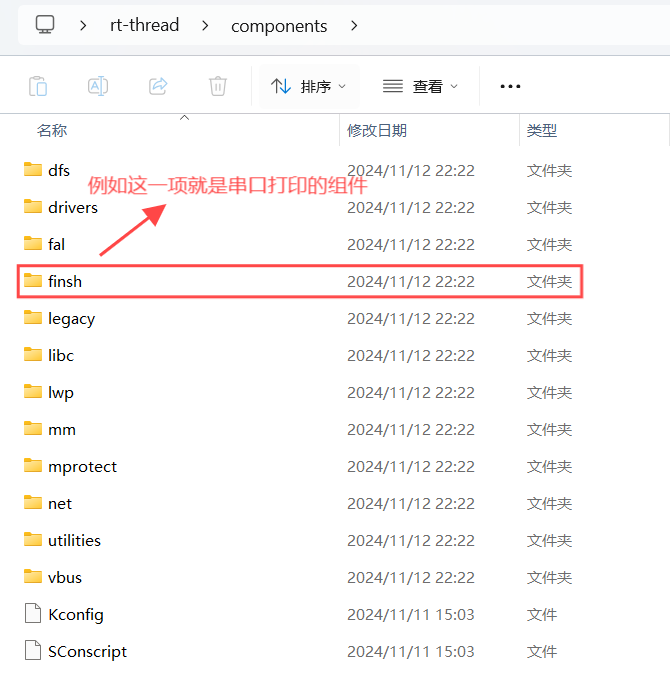 rt-thread > components >
排序 查看
名称 修改日期 类型
dfs 2024/11/12 22:22 文件夹
例如这一项就是串口打印的组件
drivers 2024/11/12 22:22 文件夹
fal 2024/11/12 22:22 文件夹
finsh 2024/11/12 22:22 文件夹
legacy 2024/11/12 22:22 文件夹
libc 2024/11/12 22:22 文件夹
lwp 2024/11/12 22:22 文件夹
mm 2024/11/12 22:22 文件夹
mprotect 2024/11/12 22:22 文件夹
net 2024/11/12 22:22 文件夹
utilities 2024/11/12 22:22 文件夹
vbus 2024/11/12 22:22 文件夹
Kconfig 2024/11/11 15:03 文件
SConscript 2024/11/11 15:03 文件